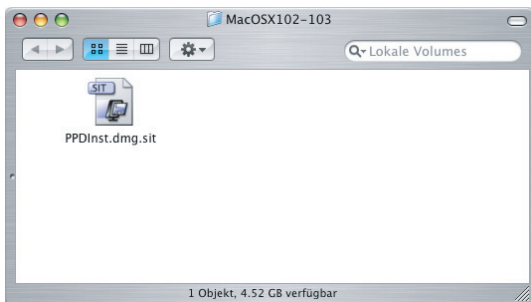 MacOSX102-103
Lokale Volumes
SIT
PPDInst.dmg.sit
1 Objekt, 4.52 GB verfügbar